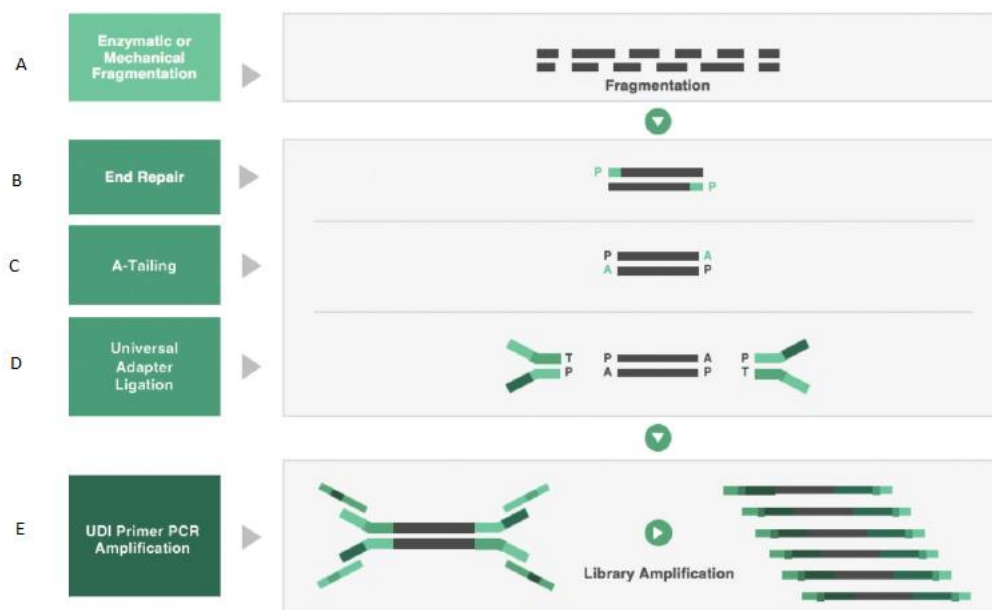 A
Enzymatic or
Mechanical
Fragmentation
Fragmentation
B
End Repair
P
P
C
A-Tailing
P A
A P
D
Universal
Adapter
Ligation
T P A P
P A P T
E
UDI Primer PCR
Amplification
Library Amplification